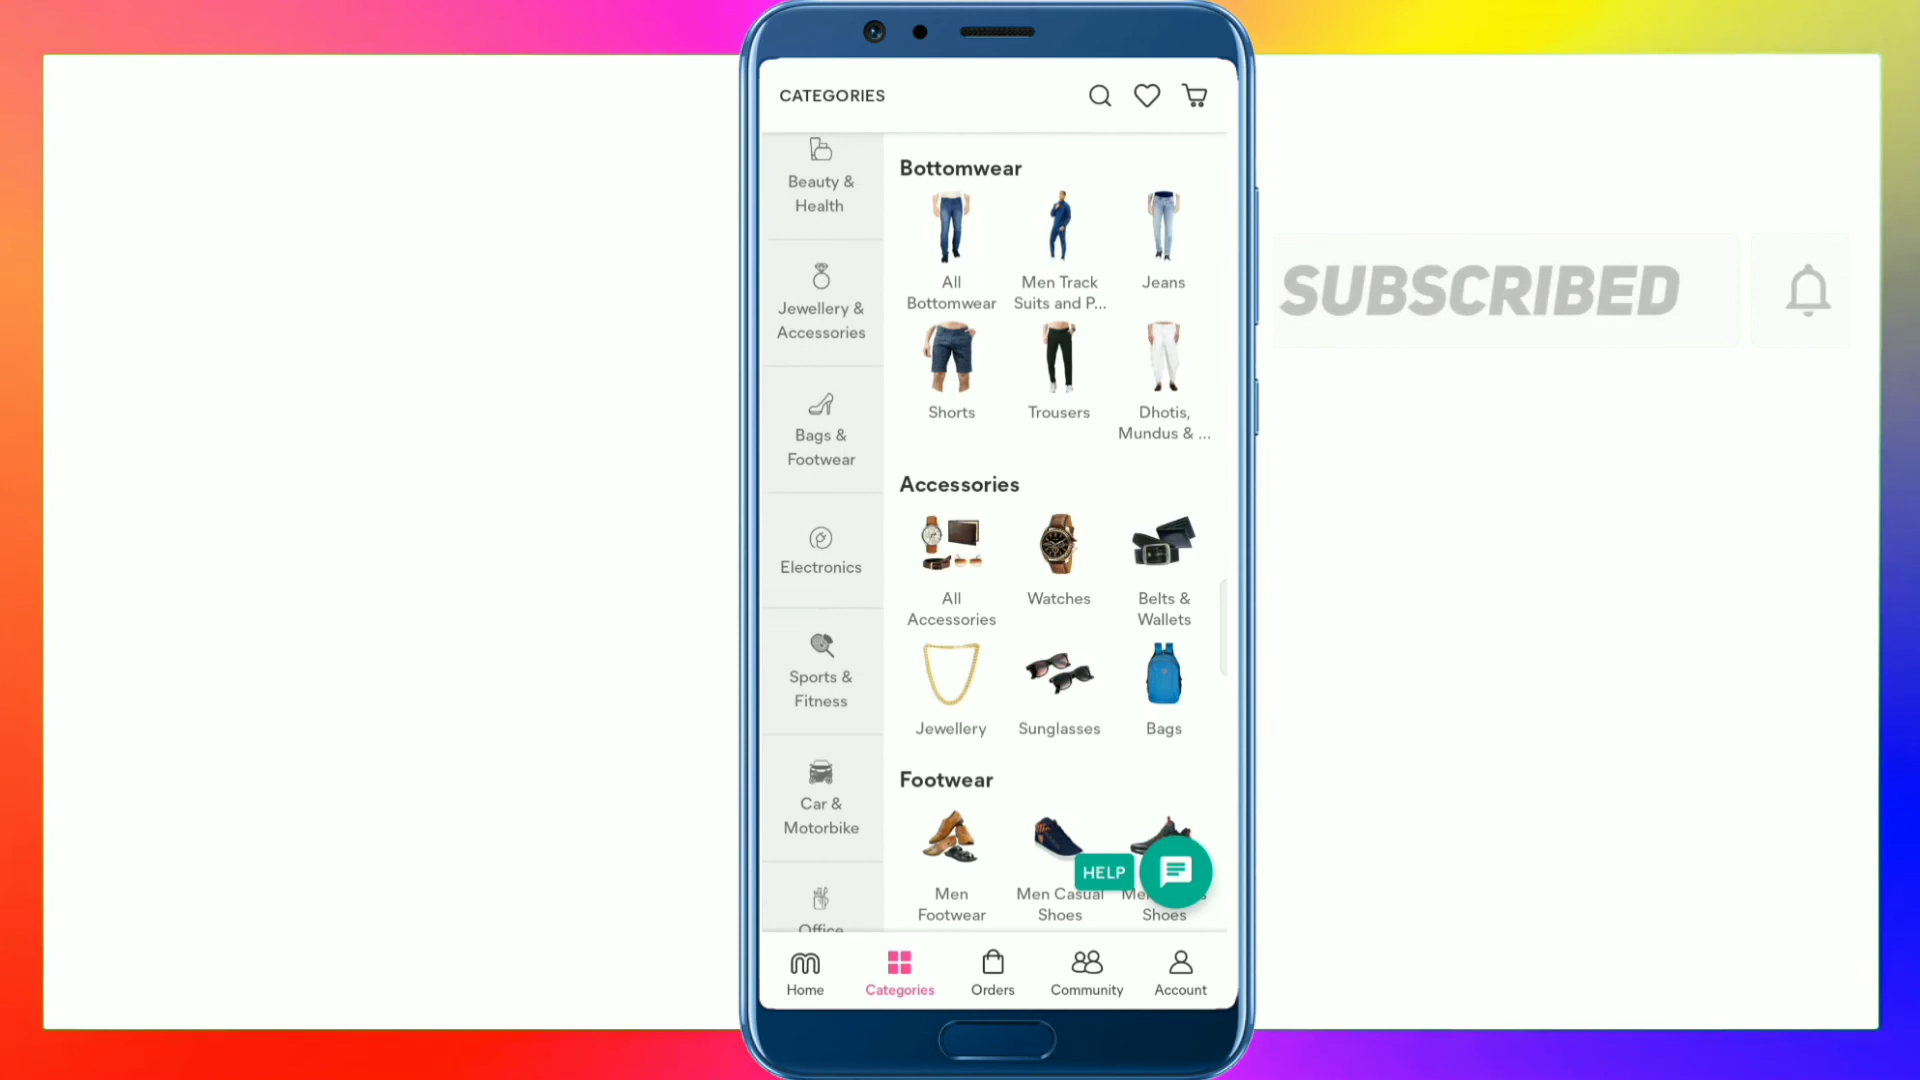 CATEGORIES
Beauty &
Health
Jewellery &
Accessories
Bags &
Footwear
Electronics
Sports &
Fitness
Car &
Motorbike
Office
Bottomwear
All
Bottomwear
Men Track
Suits and P...
Jeans
Shorts
Trousers
Dhotis,
Mundus & ...
Accessories
All
Accessories
Watches
Belts &
Wallets
Jewellery
Sunglasses
Bags
Footwear
Men
Footwear
Men Casual
Shoes
Shoes
HELP
Home
Categories
Orders
Community
Account
SUBSCRIBED